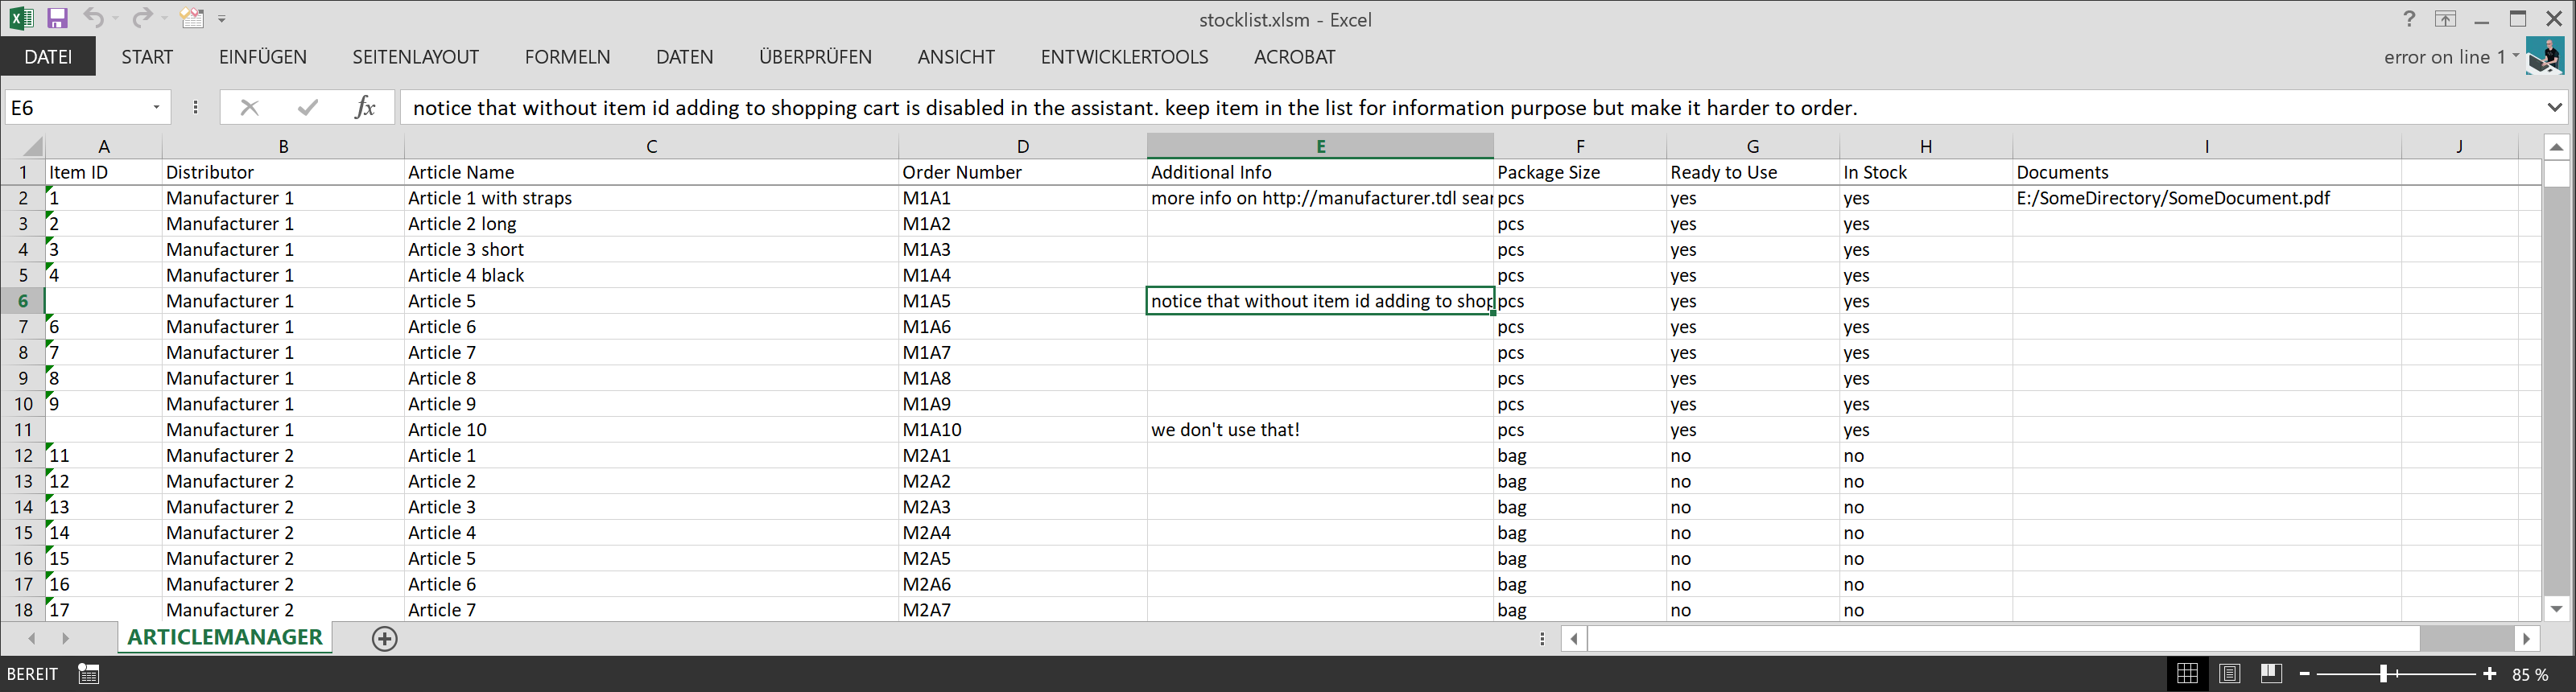 stocklist.xlsm - Excel
DATEI START EINFÜGEN SEITENLAYOUT FORMELN DATEN ÜBERPRÜFEN ANSICHT ENTWICKLERTOOLS ACROBAT error on line 1
E6 fx notice that without item id adding to shopping cart is disabled in the assistant. keep item in the list for information purpose but make it harder to order.
A B C D E F G H I J
1 Item ID Distributor Article Name Order Number Additional Info Package Size Ready to Use In Stock Documents
2 1 Manufacturer 1 Article 1 with straps M1A1 more info on http://manufacturer.tdl sear pcs yes yes E:/SomeDirectory/SomeDocument.pdf
3 2 Manufacturer 1 Article 2 long M1A2 pcs yes yes
4 3 Manufacturer 1 Article 3 short M1A3 pcs yes yes
5 4 Manufacturer 1 Article 4 black M1A4 pcs yes yes
6 Manufacturer 1 Article 5 M1A5 notice that without item id adding to shop pcs yes yes
7 6 Manufacturer 1 Article 6 M1A6 pcs yes yes
8 7 Manufacturer 1 Article 7 M1A7 pcs yes yes
9 8 Manufacturer 1 Article 8 M1A8 pcs yes yes
10 9 Manufacturer 1 Article 9 M1A9 pcs yes yes
11 Manufacturer 1 Article 10 M1A10 we don't use that! pcs yes yes
12 11 Manufacturer 2 Article 1 M2A1 bag no no
13 12 Manufacturer 2 Article 2 M2A2 bag no no
14 13 Manufacturer 2 Article 3 M2A3 bag no no
15 14 Manufacturer 2 Article 4 M2A4 bag no no
16 15 Manufacturer 2 Article 5 M2A5 bag no no
17 16 Manufacturer 2 Article 6 M2A6 bag no no
18 17 Manufacturer 2 Article 7 M2A7 bag no no
ARTICLEMANAGER
BEREIT 85 %